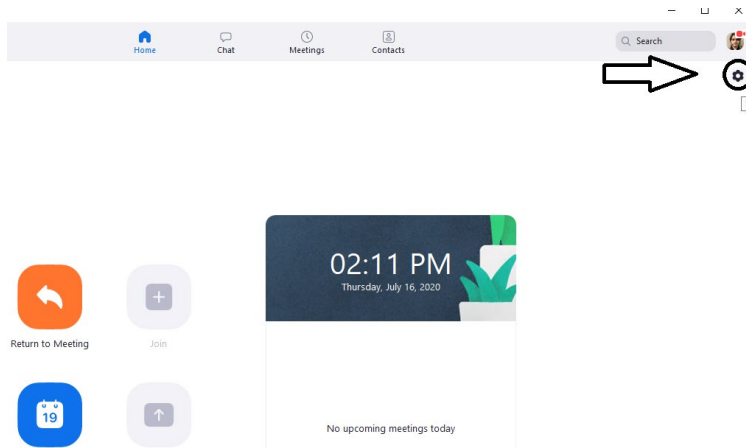 Home
Chat
Meetings
Contacts
Search
02:11 PM
Thursday, July 16, 2020
Return to Meeting
Join
19
No upcoming meetings today